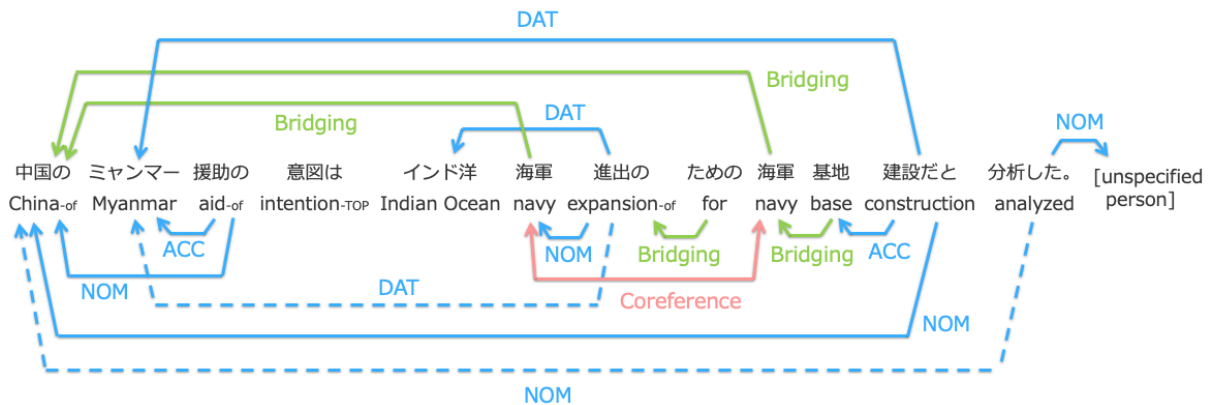 DAT
Bridging
DAT
Bridging
NOM
中国の ミャンマー 援助の 意図は インド洋 海軍 進出の ための 海軍 基地 建設だと 分析した。 [unspecified person]
China-of Myanmar aid-of intention-TOP Indian Ocean navy expansion-of for navy base construction analyzed
ACC NOM Bridging Bridging ACC
NOM DAT Coreference
NOM
NOM